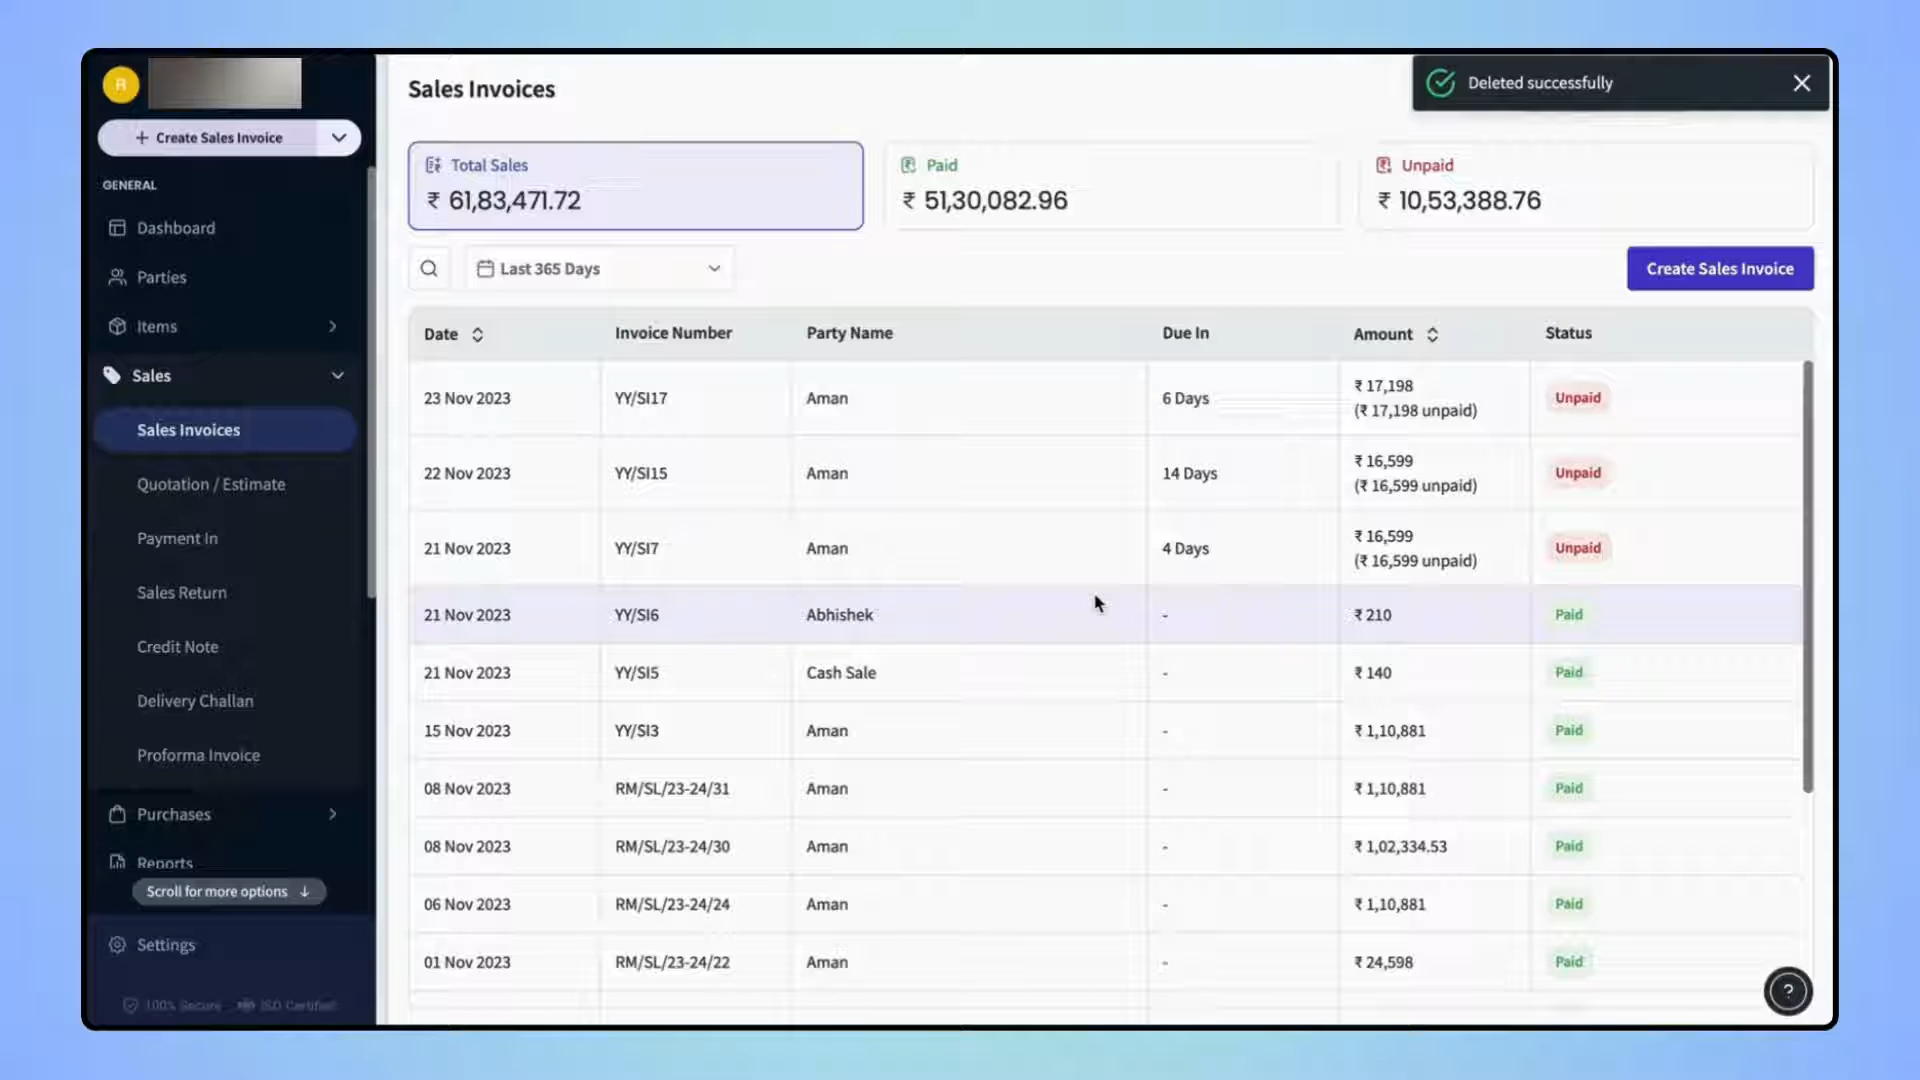 R
+ Create Sales Invoice
GENERAL
Dashboard
Parties
Items
Sales
Sales Invoices
Quotation / Estimate
Payment In
Sales Return
Credit Note
Delivery Challan
Proforma Invoice
Purchases
Reports
Scroll for more options ↓
Settings
100% Secure ISO Certified
Sales Invoices
Deleted successfully
Total Sales
₹ 61,83,471.72
Paid
₹ 51,30,082.96
Unpaid
₹ 10,53,388.76
Last 365 Days
Create Sales Invoice
Date Invoice Number Party Name Due In Amount Status
23 Nov 2023 YY/SI17 Aman 6 Days ₹ 17,198 (₹ 17,198 unpaid) Unpaid
22 Nov 2023 YY/SI15 Aman 14 Days ₹ 16,599 (₹ 16,599 unpaid) Unpaid
21 Nov 2023 YY/SI7 Aman 4 Days ₹ 16,599 (₹ 16,599 unpaid) Unpaid
21 Nov 2023 YY/SI6 Abhishek - ₹ 210 Paid
21 Nov 2023 YY/SI5 Cash Sale - ₹ 140 Paid
15 Nov 2023 YY/SI3 Aman - ₹ 1,10,881 Paid
08 Nov 2023 RM/SL/23-24/31 Aman - ₹ 1,10,881 Paid
08 Nov 2023 RM/SL/23-24/30 Aman - ₹ 1,02,334.53 Paid
06 Nov 2023 RM/SL/23-24/24 Aman - ₹ 1,10,881 Paid
01 Nov 2023 RM/SL/23-24/22 Aman - ₹ 24,598 Paid
?